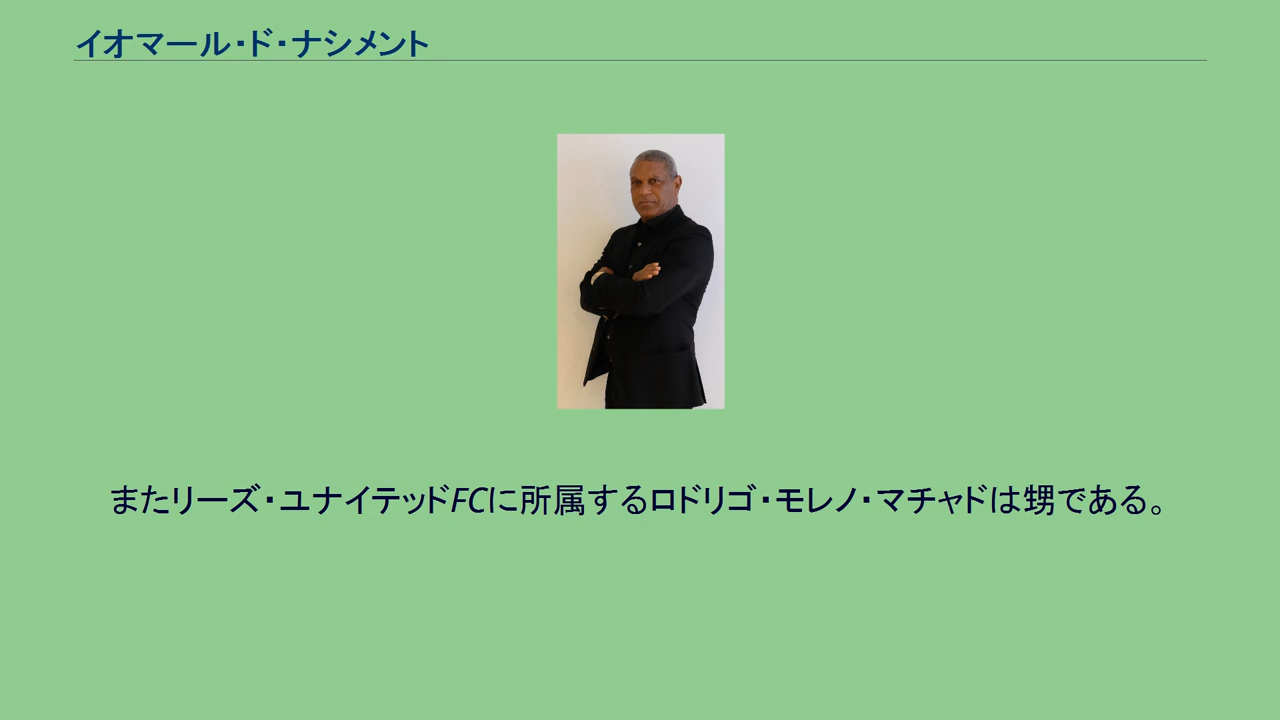 イオマール・ド・ナシメント
またリーズ・ユナイテッドFCに所属するロドリゴ・モレノ・マチャドは甥である。